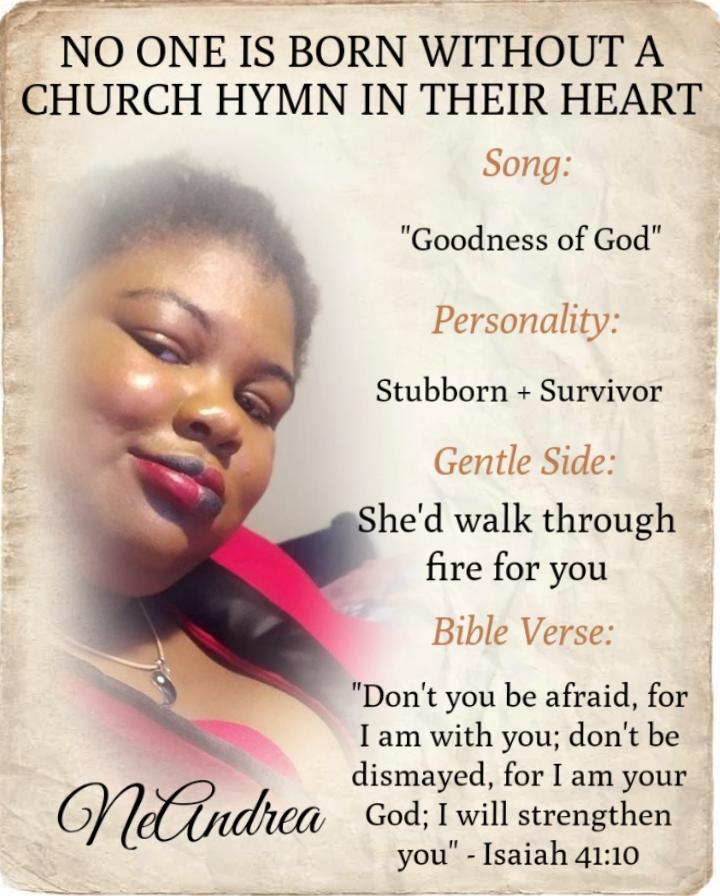 NO ONE IS BORN WITHOUT A
CHURCH HYMN IN THEIR HEART
Song:
"Goodness of God"
Personality:
Stubborn + Survivor
Gentle Side:
She'd walk through
fire for you
Bible Verse:
"Don't you be afraid, for
I am with you; don't be
dismayed, for I am your
God; I will strengthen
you" - Isaiah 41:10
NeAndrea